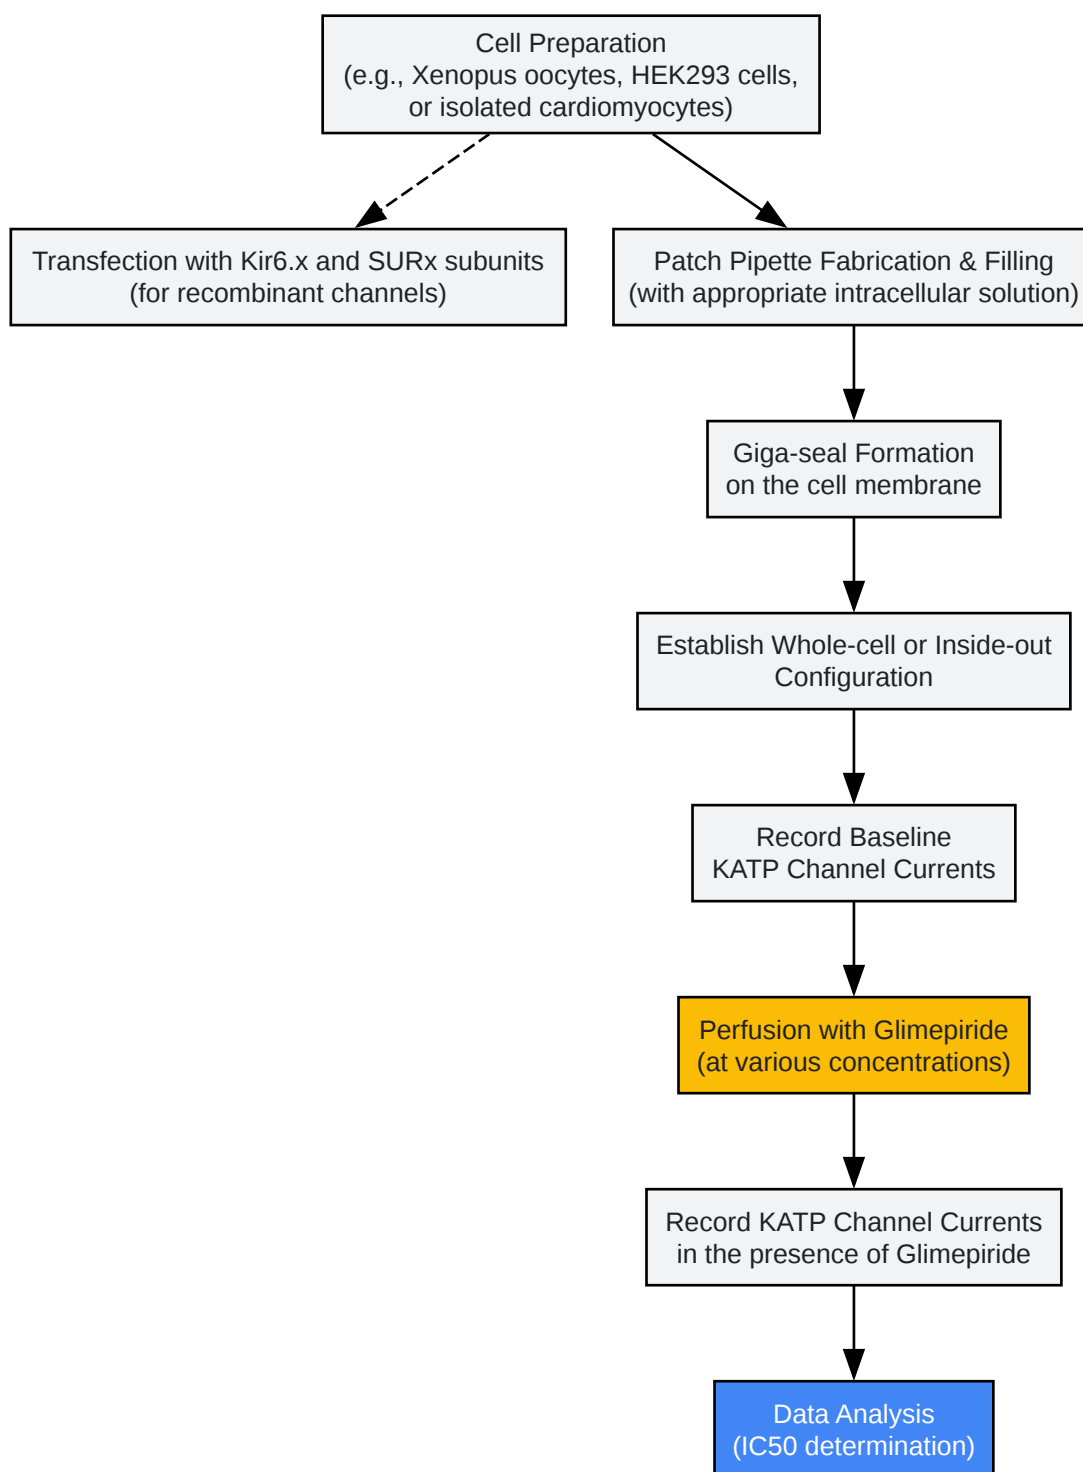 Cell Preparation
(e.g., Xenopus oocytes, HEK293 cells,
or isolated cardiomyocytes)
Transfection with Kir6.x and SURx subunits
(for recombinant channels)
Patch Pipette Fabrication & Filling
(with appropriate intracellular solution)
Giga-seal Formation
on the cell membrane
Establish Whole-cell or Inside-out
Configuration
Record Baseline
KATP Channel Currents
Perfusion with Glimepiride
(at various concentrations)
Record KATP Channel Currents
in the presence of Glimepiride
Data Analysis
(IC50 determination)